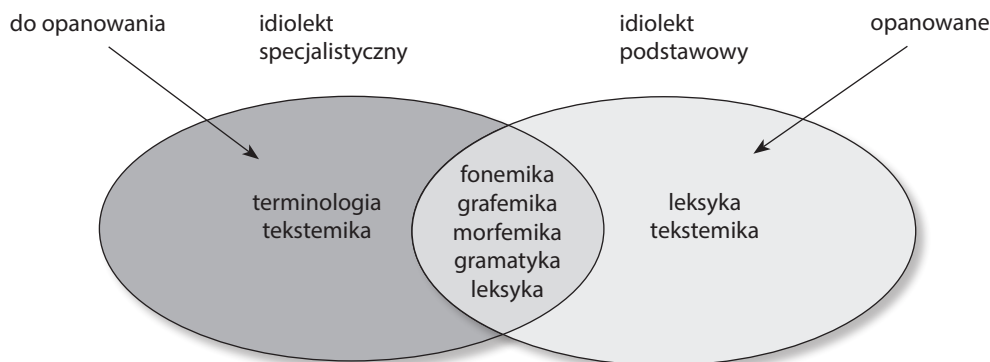 do opanowania
idiolekt
specjalistyczny
idiolekt
podstawowy
opanowane
terminologia
tekstemika
fonemika
grafemika
morfemika
gramatyka
leksyka
leksyka
tekstemika